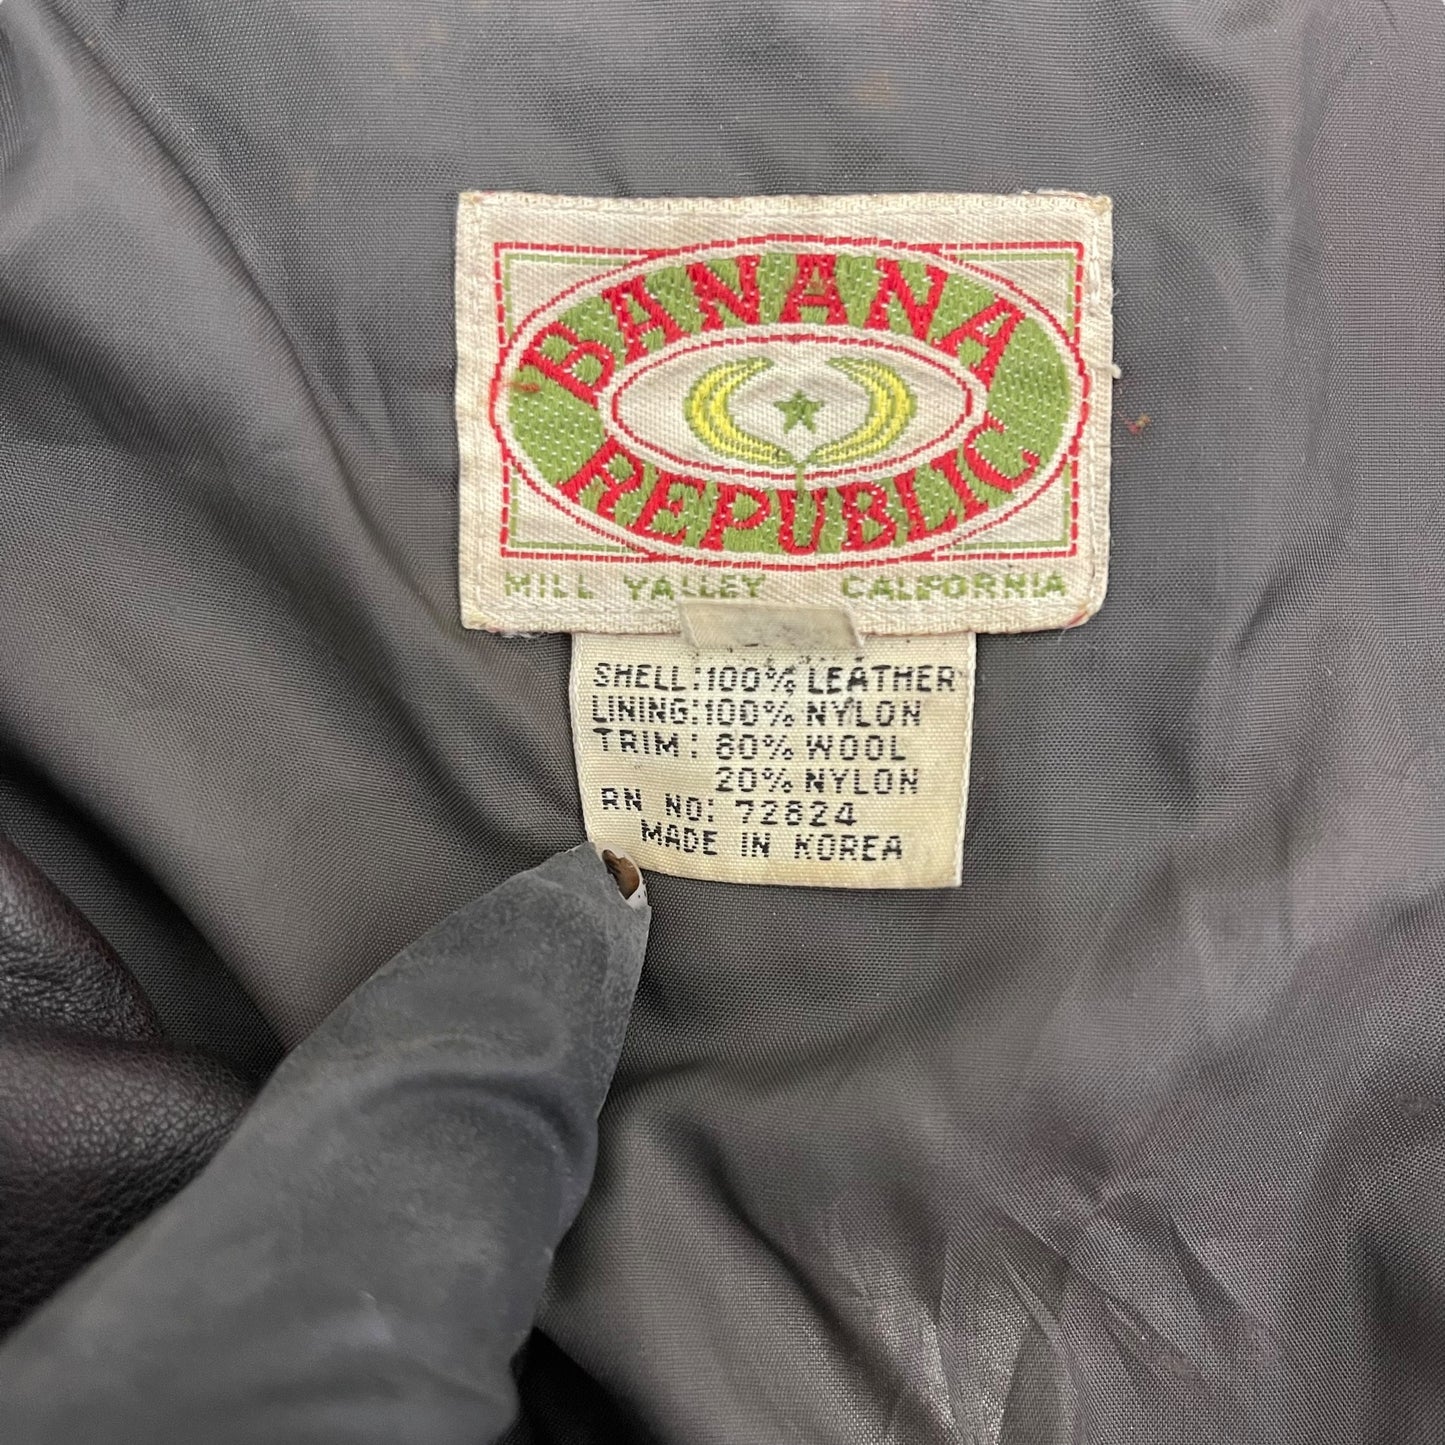 BANANA
REPUBLIC
MILL VALLEY CALIFORNIA
SHELL: 100% LEATHER
LINING: 100% NYLON
TRIM: 80% WOOL
20% NYLON
RN NO: 72824
MADE IN KOREA